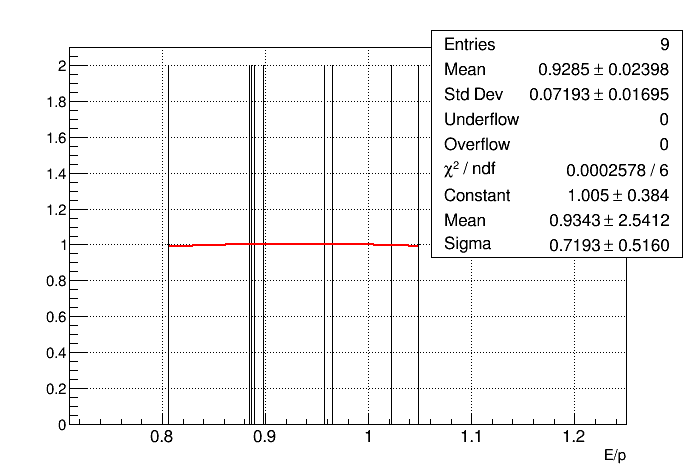 Entries 9
Mean 0.9285 ± 0.02398
Std Dev 0.07193 ± 0.01695
Underflow 0
Overflow 0
χ² / ndf 0.0002578 / 6
Constant 1.005 ± 0.384
Mean 0.9343 ± 2.5412
Sigma 0.7193 ± 0.5160
2
1.8
1.6
1.4
1.2
1
0.8
0.6
0.4
0.2
0
0.8 0.9 1 1.1 1.2
E/p